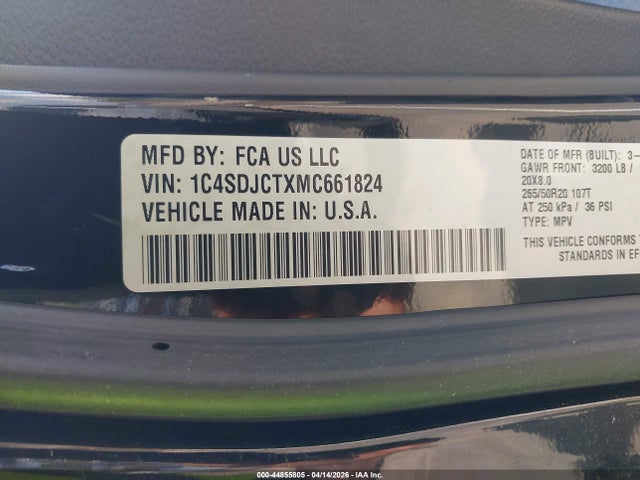 MFD BY: FCA US LLC
VIN: 1C4SDJCTXMC661824
VEHICLE MADE IN: U.S.A.
DATE OF MFR (BUILT): 3-
GAWR FRONT: 3200 LB /
20X8.0
265/50R20 107T
AT 250 kPa / 36 PSI
TYPE: MPV
THIS VEHICLE CONFORMS
STANDARDS IN EF
000-44855805 - 04/14/2026 - IAA Inc.